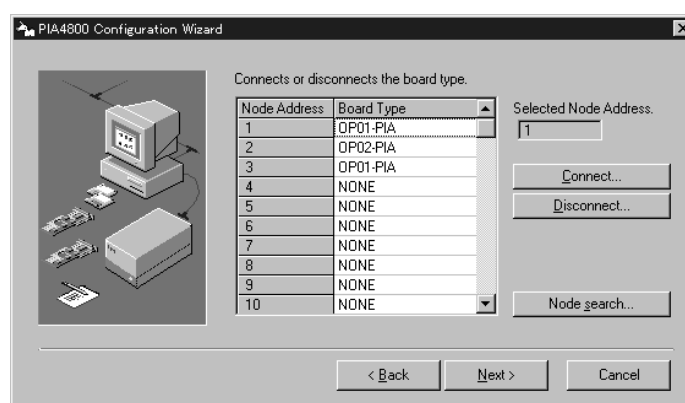 PIA4800 Configuration Wizard
Connects or disconnects the board type.
Node Address Board Type
1 OP01-PIA
2 OP02-PIA
3 OP01-PIA
4 NONE
5 NONE
6 NONE
7 NONE
8 NONE
9 NONE
10 NONE
Selected Node Address.
1
Connect...
Disconnect...
Node search...
< Back
Next >
Cancel